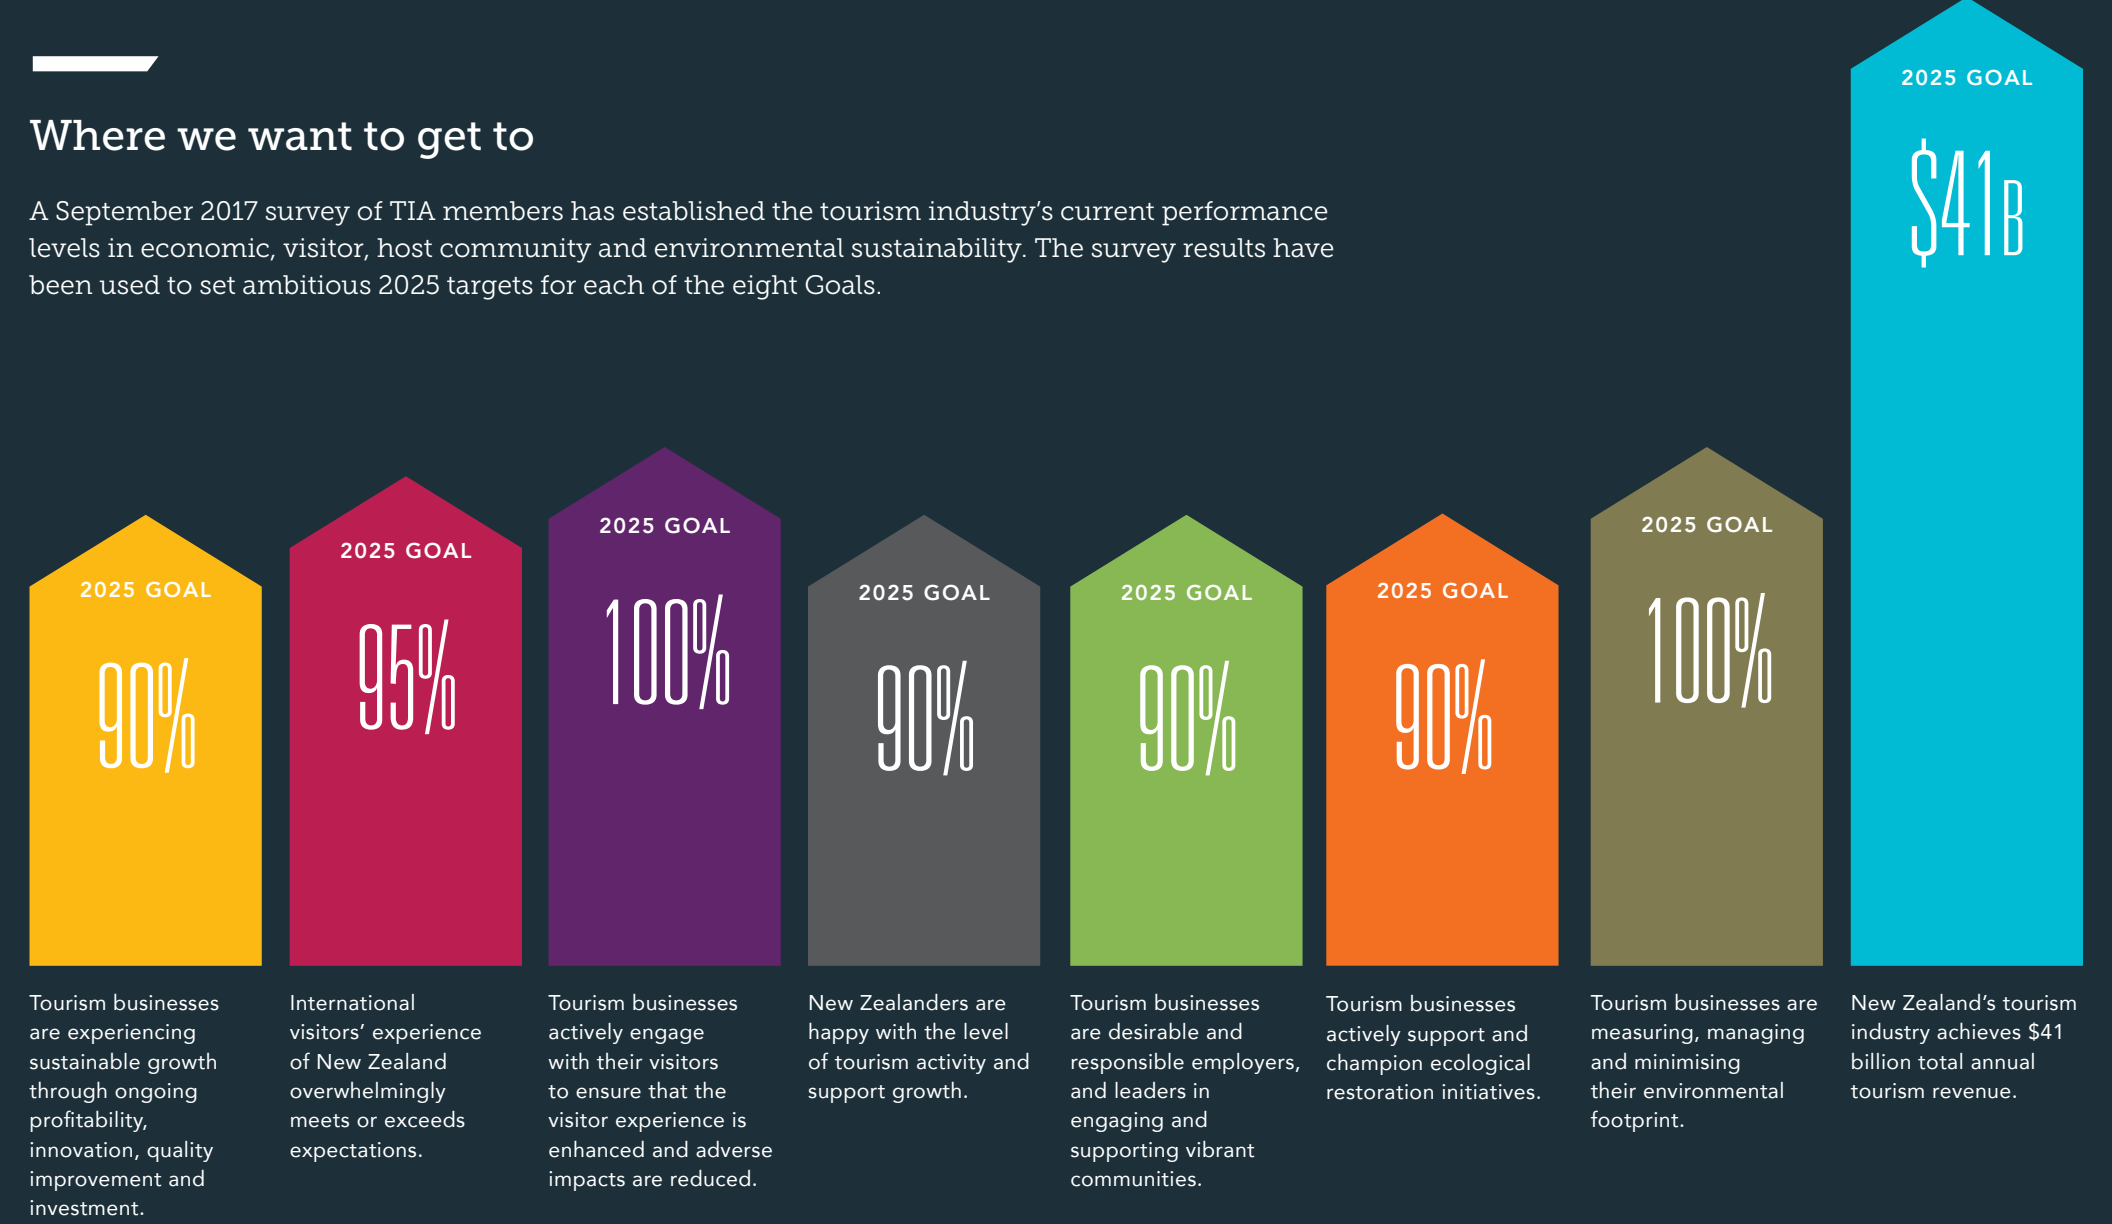 Where we want to get to
A September 2017 survey of TIA members has established the tourism industry's current performance
levels in economic, visitor, host community and environmental sustainability. The survey results have
been used to set ambitious 2025 targets for each of the eight Goals.
2025 GOAL
90%
Tourism businesses
are experiencing
sustainable growth
through ongoing
profitability,
innovation, quality
improvement and
investment.
2025 GOAL
95%
International
visitors' experience
of New Zealand
overwhelmingly
meets or exceeds
expectations.
2025 GOAL
100%
Tourism businesses
actively engage
with their visitors
to ensure that the
visitor experience is
enhanced and adverse
impacts are reduced.
2025 GOAL
90%
New Zealanders are
happy with the level
of tourism activity and
support growth.
2025 GOAL
90%
Tourism businesses
are desirable and
responsible employers,
and leaders in
engaging and
supporting vibrant
communities.
2025 GOAL
90%
Tourism businesses
actively support and
champion ecological
restoration initiatives.
2025 GOAL
100%
Tourism businesses are
measuring, managing
and minimising
their environmental
footprint.
2025 GOAL
$41B
New Zealand's tourism
industry achieves $41
billion total annual
tourism revenue.